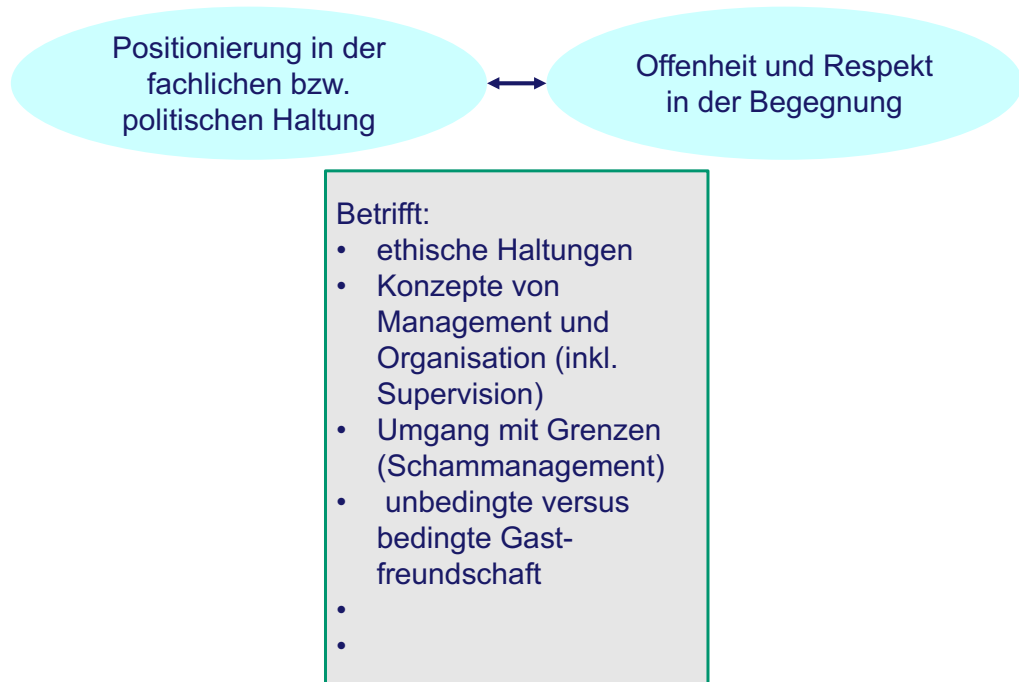 Positionierung in der
fachlichen bzw.
politischen Haltung
Offenheit und Respekt
in der Begegnung
Betrifft:
• ethische Haltungen
• Konzepte von
Management und
Organisation (inkl.
Supervision)
• Umgang mit Grenzen
(Schammanagement)
• unbedingte versus
bedingte Gast-
freundschaft
•
•